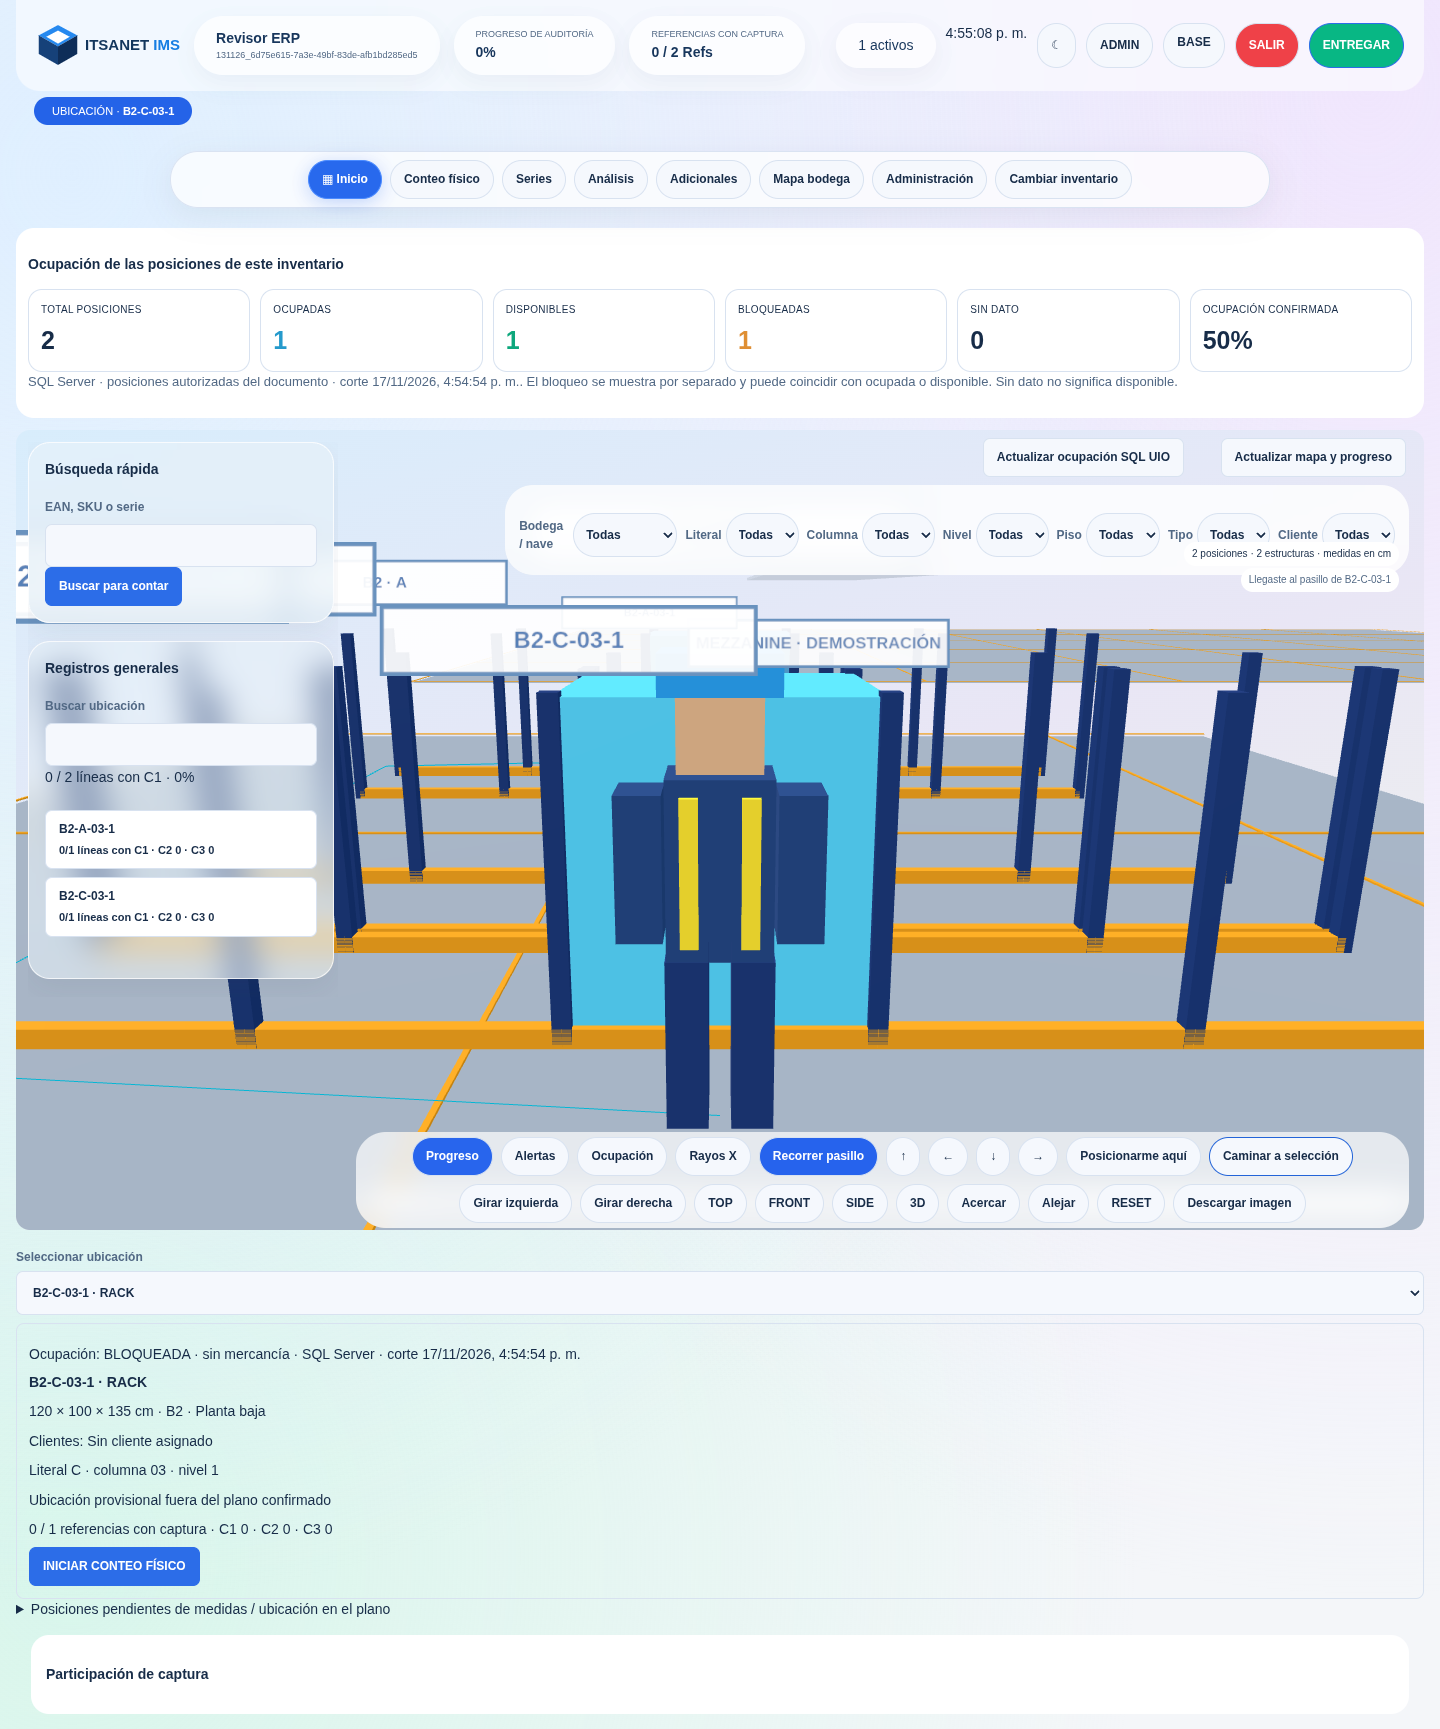 ITSANET IMS
Revisor ERP
131126_6d75e615-7a3e-49bf-83de-afb1bd285ed5
PROGRESO DE AUDITORÍA
0%
REFERENCIAS CON CAPTURA
0 / 2 Refs
1 activos
4:55:08 p. m.
☾
ADMIN
BASE
SALIR
ENTREGAR
UBICACIÓN · B2-C-03-1
▦ Inicio
Conteo físico
Series
Análisis
Adicionales
Mapa bodega
Administración
Cambiar inventario
Ocupación de las posiciones de este inventario
TOTAL POSICIONES
2
OCUPADAS
1
DISPONIBLES
1
BLOQUEADAS
1
SIN DATO
0
OCUPACIÓN CONFIRMADA
50%
SQL Server · posiciones autorizadas del documento · corte 17/11/2026, 4:54:54 p. m.. El bloqueo se muestra por separado y puede coincidir con ocupada o disponible. Sin dato no significa disponible.
Búsqueda rápida
EAN, SKU o serie
Buscar para contar
Registros generales
Buscar ubicación
0 / 2 líneas con C1 · 0%
B2-A-03-1
0/1 líneas con C1 · C2 0 · C3 0
B2-C-03-1
0/1 líneas con C1 · C2 0 · C3 0
Actualizar ocupación SQL UIO
Actualizar mapa y progreso
Bodega / nave
Todas
Literal
Todas
Columna
Todas
Nivel
Todas
Piso
Todas
Tipo
Todas
Cliente
Todas
2 posiciones · 2 estructuras · medidas en cm
Llegaste al pasillo de B2-C-03-1
2 · A
B2-C-03-1
MEZZANINE · DEMOSTRACIÓN
Progreso
Alertas
Ocupación
Rayos X
Recorrer pasillo
↑
←
↓
→
Posicionarme aquí
Caminar a selección
Girar izquierda
Girar derecha
TOP
FRONT
SIDE
3D
Acercar
Alejar
RESET
Descargar imagen
Seleccionar ubicación
B2-C-03-1 · RACK
Ocupación: BLOQUEADA · sin mercancía · SQL Server · corte 17/11/2026, 4:54:54 p. m.
B2-C-03-1 · RACK
120 × 100 × 135 cm · B2 · Planta baja
Clientes: Sin cliente asignado
Literal C · columna 03 · nivel 1
Ubicación provisional fuera del plano confirmado
0 / 1 referencias con captura · C1 0 · C2 0 · C3 0
INICIAR CONTEO FÍSICO
▶ Posiciones pendientes de medidas / ubicación en el plano
Participación de captura